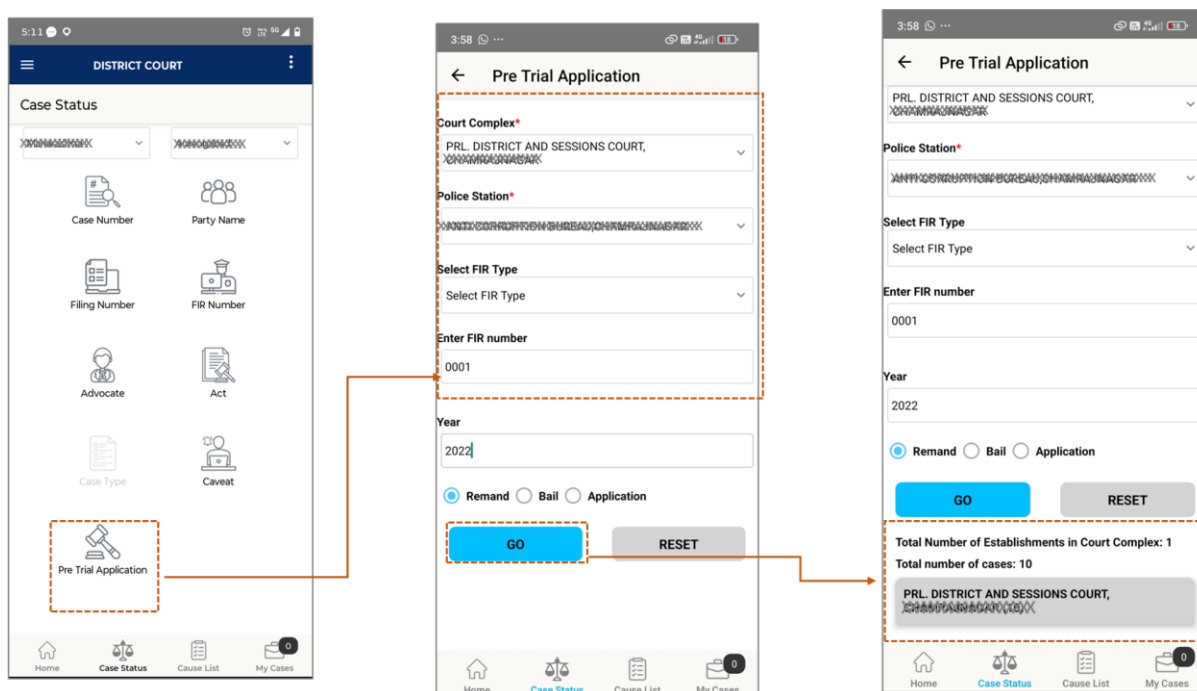 5:11
5G
DISTRICT COURT
Case Status
Case Number
Party Name
Filing Number
FIR Number
Advocate
Act
Case Type
Caveat
Pre Trial Application
Home
Case Status
Cause List
My Cases
0
3:58
4G
18
Pre Trial Application
Court Complex*
PRL. DISTRICT AND SESSIONS COURT,
Police Station*
Select FIR Type
Select FIR Type
Enter FIR number
0001
Year
2022
Remand
Bail
Application
GO
RESET
Home
Case Status
Cause List
My Cases
0
3:58
4G
18
Pre Trial Application
PRL. DISTRICT AND SESSIONS COURT,
Police Station*
Select FIR Type
Select FIR Type
Enter FIR number
0001
Year
2022
Remand
Bail
Application
GO
RESET
Total Number of Establishments in Court Complex: 1
Total number of cases: 10
PRL. DISTRICT AND SESSIONS COURT,
Home
Case Status
Cause List
My Cases
0